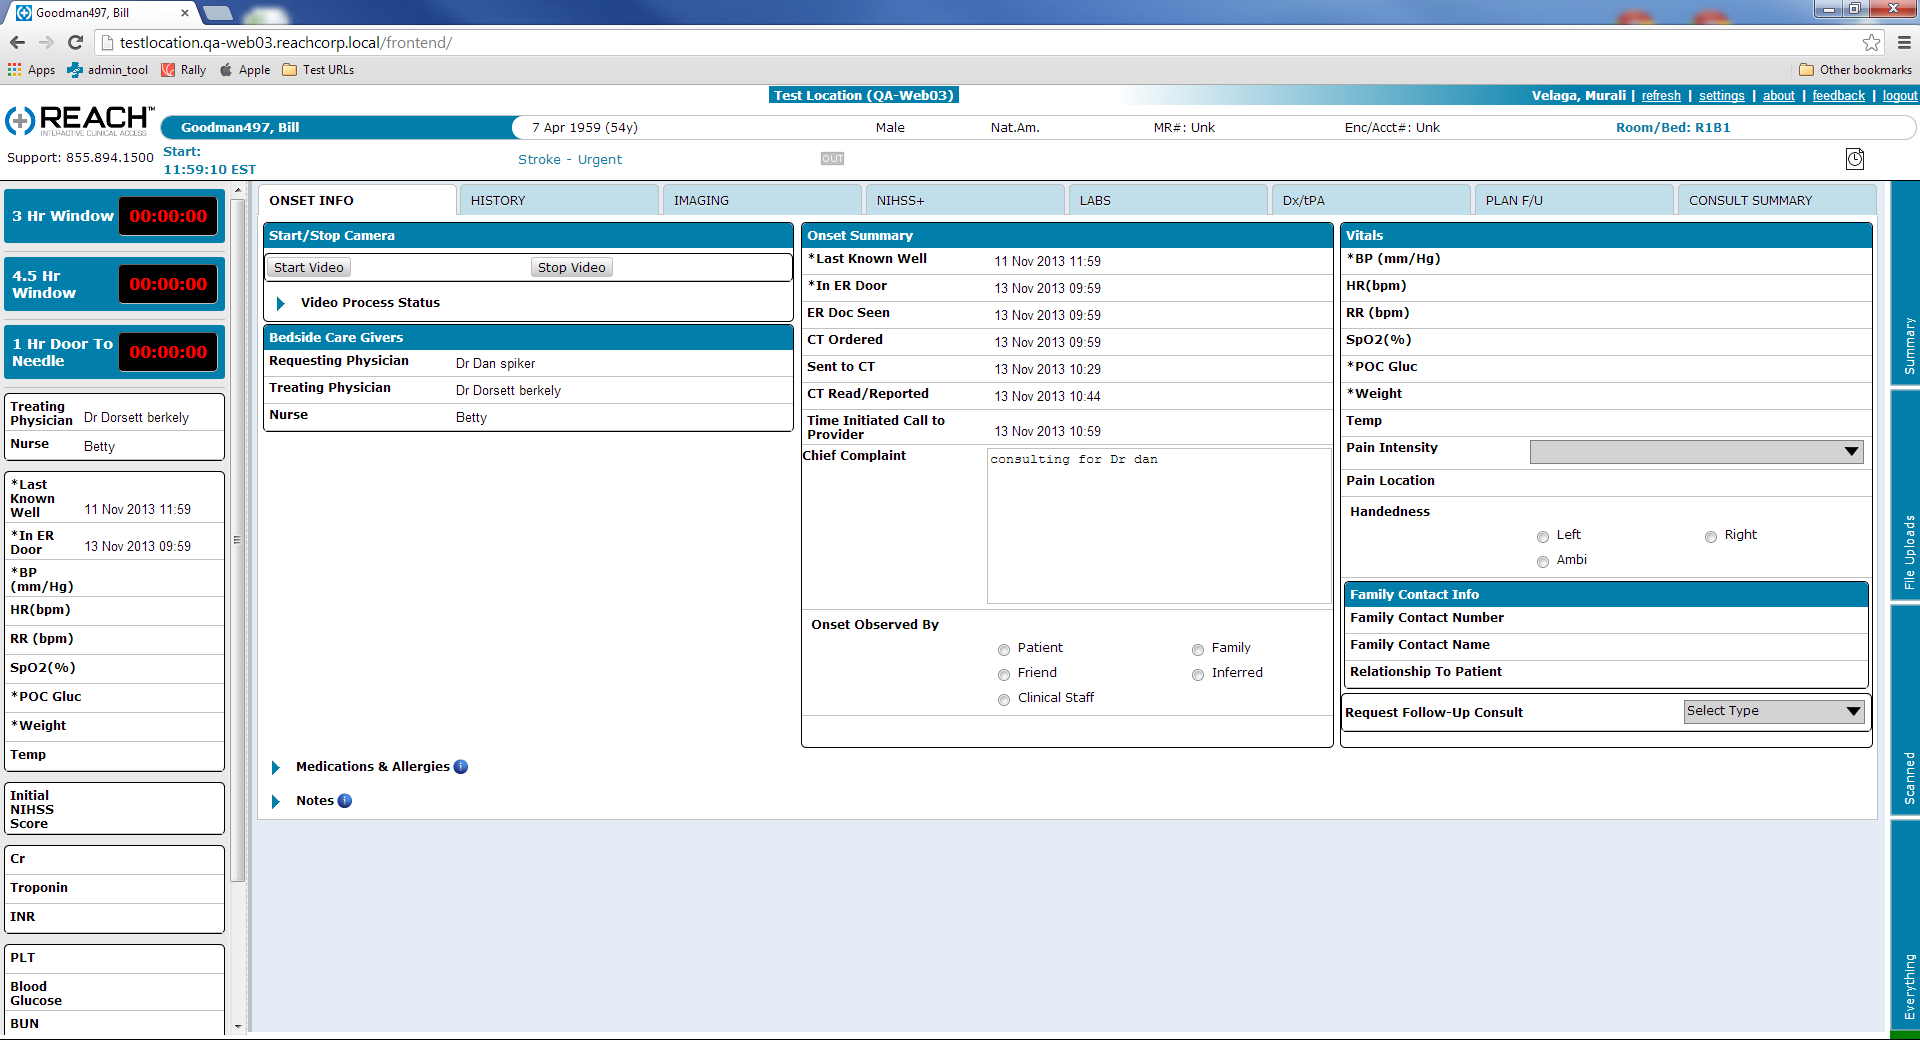 Goodman497, Bill
testlocation.qa-web03.reachcorp.local/frontend/
Apps admin_tool Rally Apple Test URLs Other bookmarks
Test Location (QA-Web03)
Velaga, Murali | refresh | settings | about | feedback | logout
REACH™
INTERACTIVE CLINICAL ACCESS
Goodman497, Bill 7 Apr 1959 (54y) Male Nat.Am. MR#: Unk Enc/Acct#: Unk Room/Bed: R1B1
Support: 855.894.1500
Start:
11:59:10 EST
Stroke - Urgent
OUT
3 Hr Window 00:00:00
4.5 Hr
Window
00:00:00
1 Hr Door To
Needle
00:00:00
Treating
Physician Dr Dorsett berkely
Nurse Betty
*Last
Known
Well 11 Nov 2013 11:59
*In ER
Door 13 Nov 2013 09:59
*BP
(mm/Hg)
HR(bpm)
RR (bpm)
SpO2(%)
*POC Gluc
*Weight
Temp
Initial
NIHSS
Score
Cr
Troponin
INR
PLT
Blood
Glucose
BUN
ONSET INFO HISTORY IMAGING NIHSS+ LABS Dx/tPA PLAN F/U CONSULT SUMMARY
Start/Stop Camera
Start Video Stop Video
Video Process Status
Bedside Care Givers
Requesting Physician Dr Dan spiker
Treating Physician Dr Dorsett berkely
Nurse Betty
Onset Summary
*Last Known Well 11 Nov 2013 11:59
*In ER Door 13 Nov 2013 09:59
ER Doc Seen 13 Nov 2013 09:59
CT Ordered 13 Nov 2013 09:59
Sent to CT 13 Nov 2013 10:29
CT Read/Reported 13 Nov 2013 10:44
Time Initiated Call to
Provider 13 Nov 2013 10:59
Chief Complaint consulting for Dr dan
Onset Observed By
Patient Family
Friend Inferred
Clinical Staff
Vitals
*BP (mm/Hg)
HR(bpm)
RR (bpm)
SpO2(%)
*POC Gluc
*Weight
Temp
Pain Intensity
Pain Location
Handedness
Left Right
Ambi
Family Contact Info
Family Contact Number
Family Contact Name
Relationship To Patient
Request Follow-Up Consult Select Type
Medications & Allergies
Notes
Summary
File Uploads
Scanned
Everything